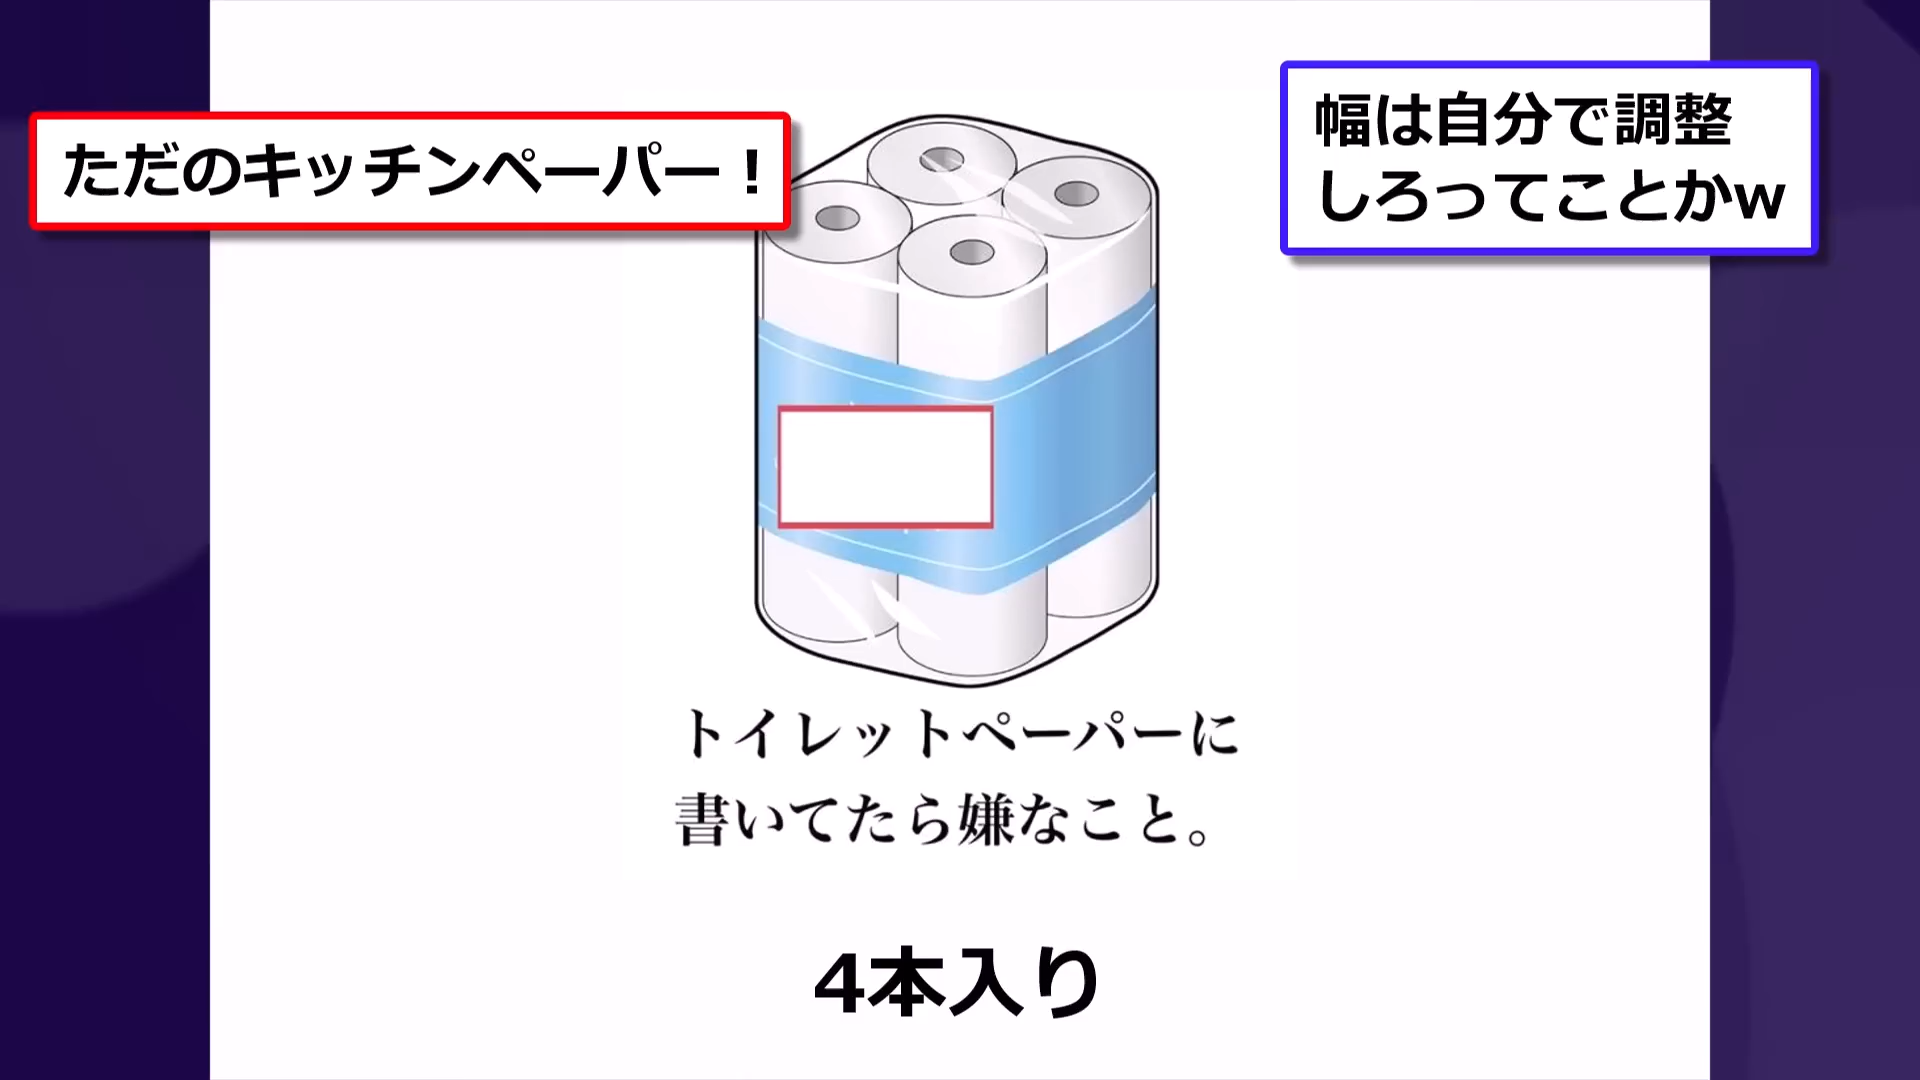 ただのキッチンペーパー！
幅は自分で調整
しろってことかw
トイレットペーパーに
書いてたら嫌なこと。
4本入り